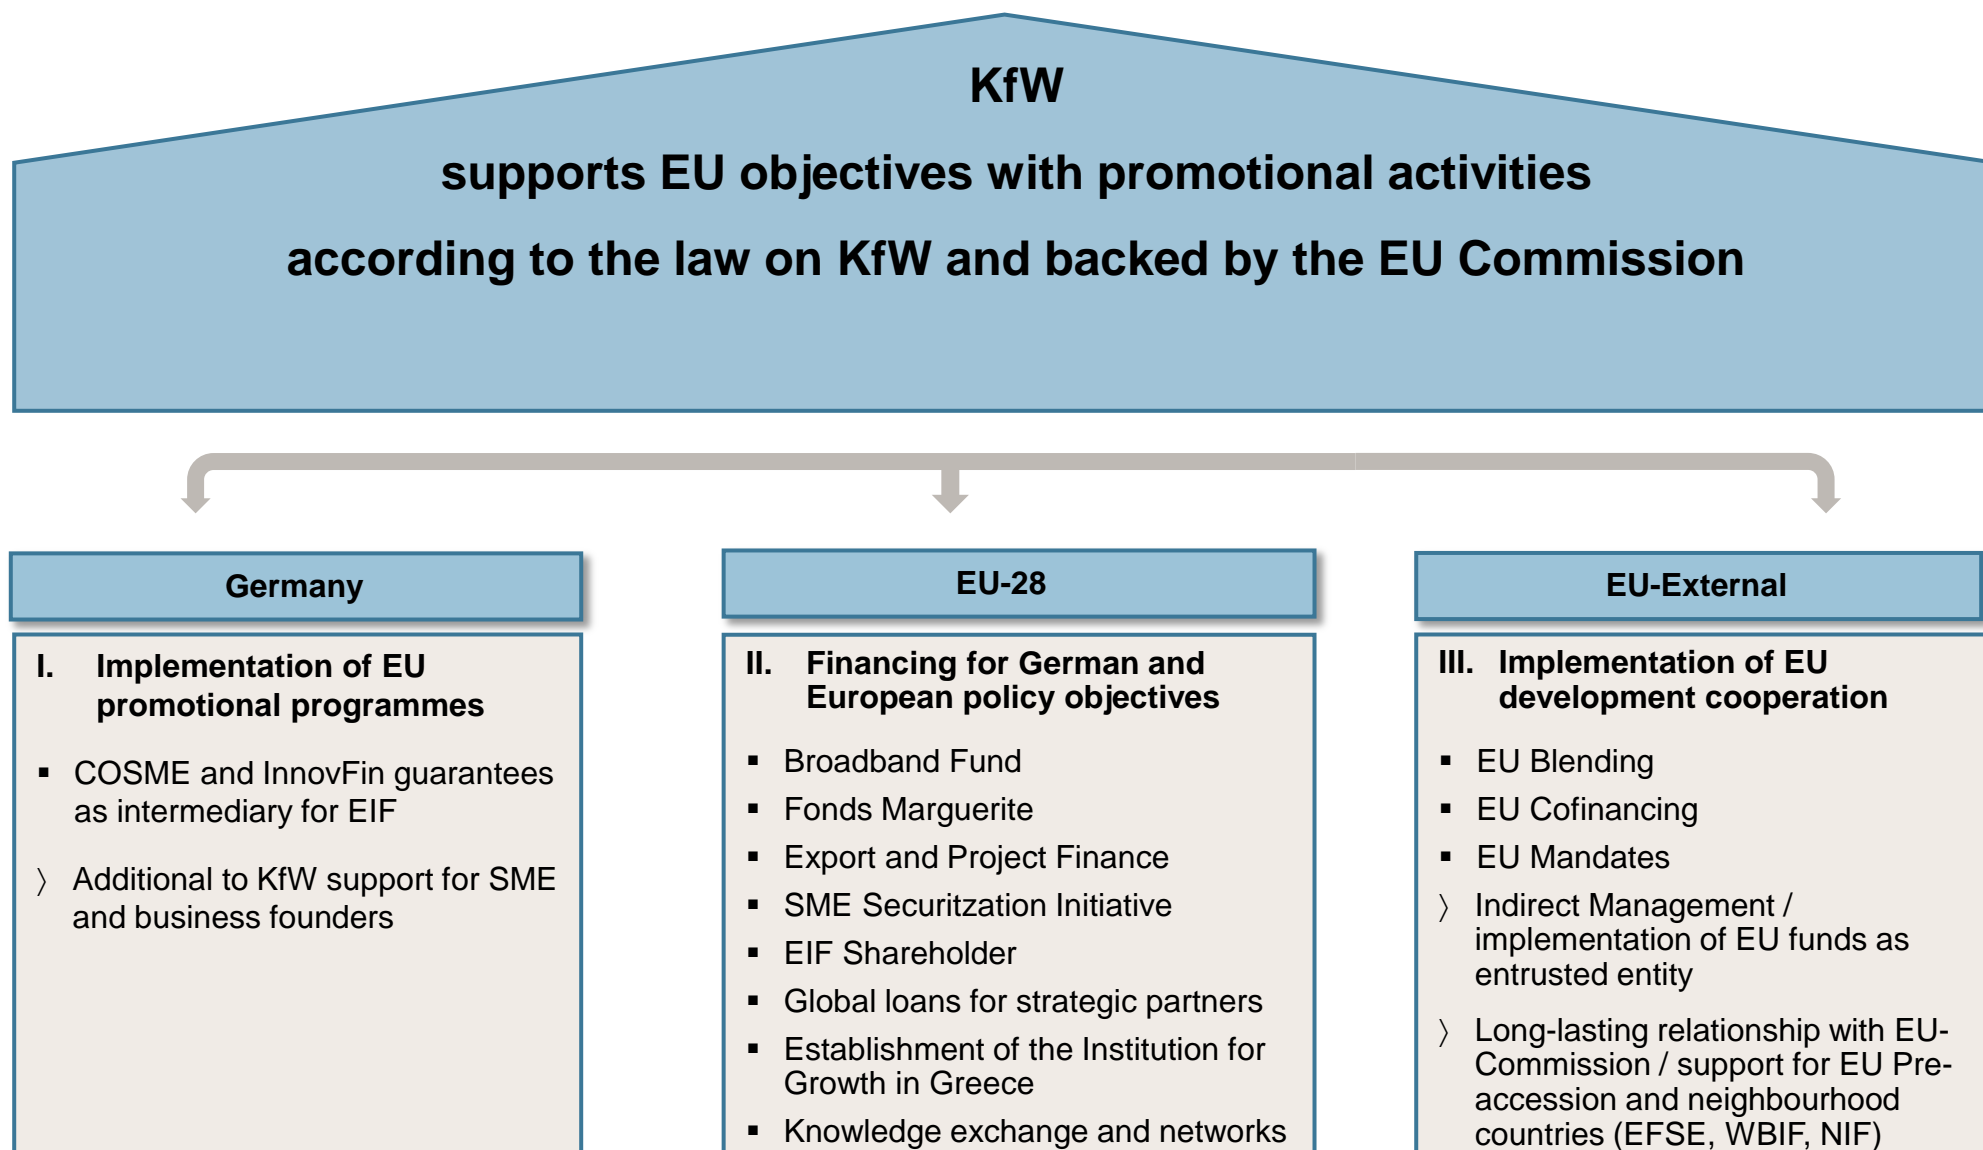 KfW
supports EU objectives with promotional activities
according to the law on KfW and backed by the EU Commission
Germany
I. Implementation of EU
promotional programmes
▪ COSME and InnovFin guarantees
as intermediary for EIF
〉 Additional to KfW support for SME
and business founders
EU-28
II. Financing for German and
European policy objectives
▪ Broadband Fund
▪ Fonds Marguerite
▪ Export and Project Finance
▪ SME Securitzation Initiative
▪ EIF Shareholder
▪ Global loans for strategic partners
▪ Establishment of the Institution for
Growth in Greece
▪ Knowledge exchange and networks
EU-External
III. Implementation of EU
development cooperation
▪ EU Blending
▪ EU Cofinancing
▪ EU Mandates
〉 Indirect Management /
implementation of EU funds as
entrusted entity
〉 Long-lasting relationship with EU-
Commission / support for EU Pre-
accession and neighbourhood
countries (EFSE, WBIF, NIF)